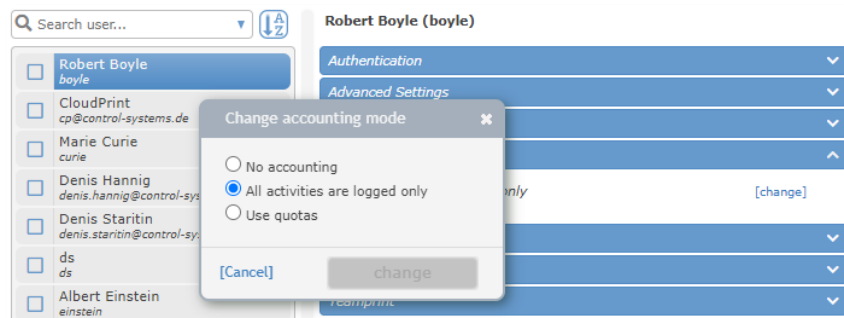 Search user...
Robert Boyle (boyle)
Robert Boyle
boyle
Authentication
CloudPrint
cp@control-systems.de
Advanced Settings
Change accounting mode
Marie Curie
curie
No accounting
Denis Hannig
denis.hannig@control-sys
All activities are logged only
only
[change]
Use quotas
Denis Staritin
denis.staritin@control-sy
ds
ds
[Cancel]
change
Albert Einstein
einstein
Teamprint